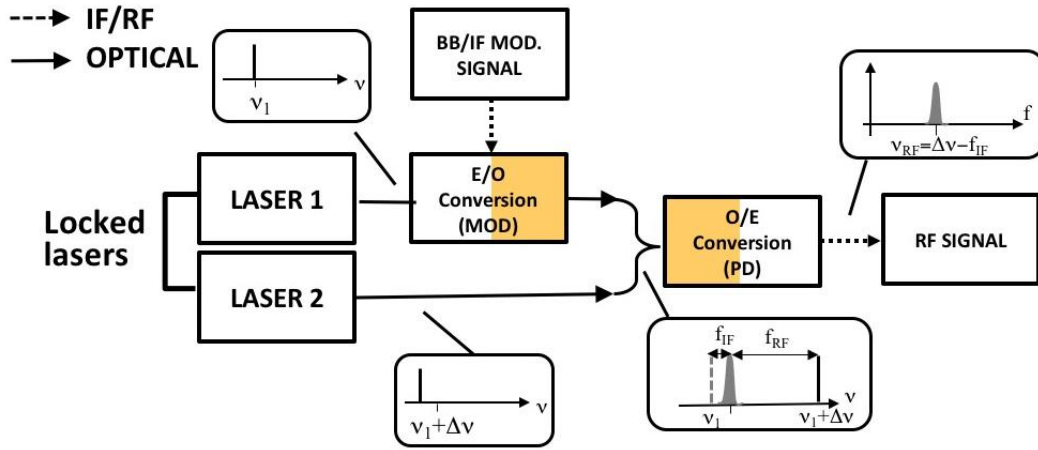 IF/RF
OPTICAL
ν
ν1
BB/IF MOD.
SIGNAL
f
νRF=Δν−fIF
LASER 1
E/O
Conversion
(MOD)
Locked
lasers
O/E
Conversion
(PD)
RF SIGNAL
LASER 2
ν
ν1+Δν
fIF
fRF
ν
ν1
ν1+Δν